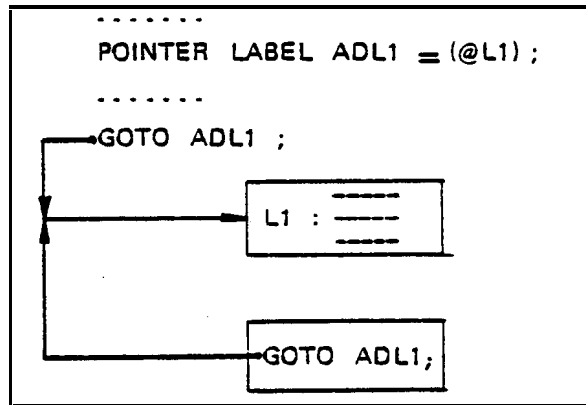 .......
POINTER LABEL ADL1 = (@L1) ;
.......
GOTO ADL1 ;
L1 :
GOTO ADL1;